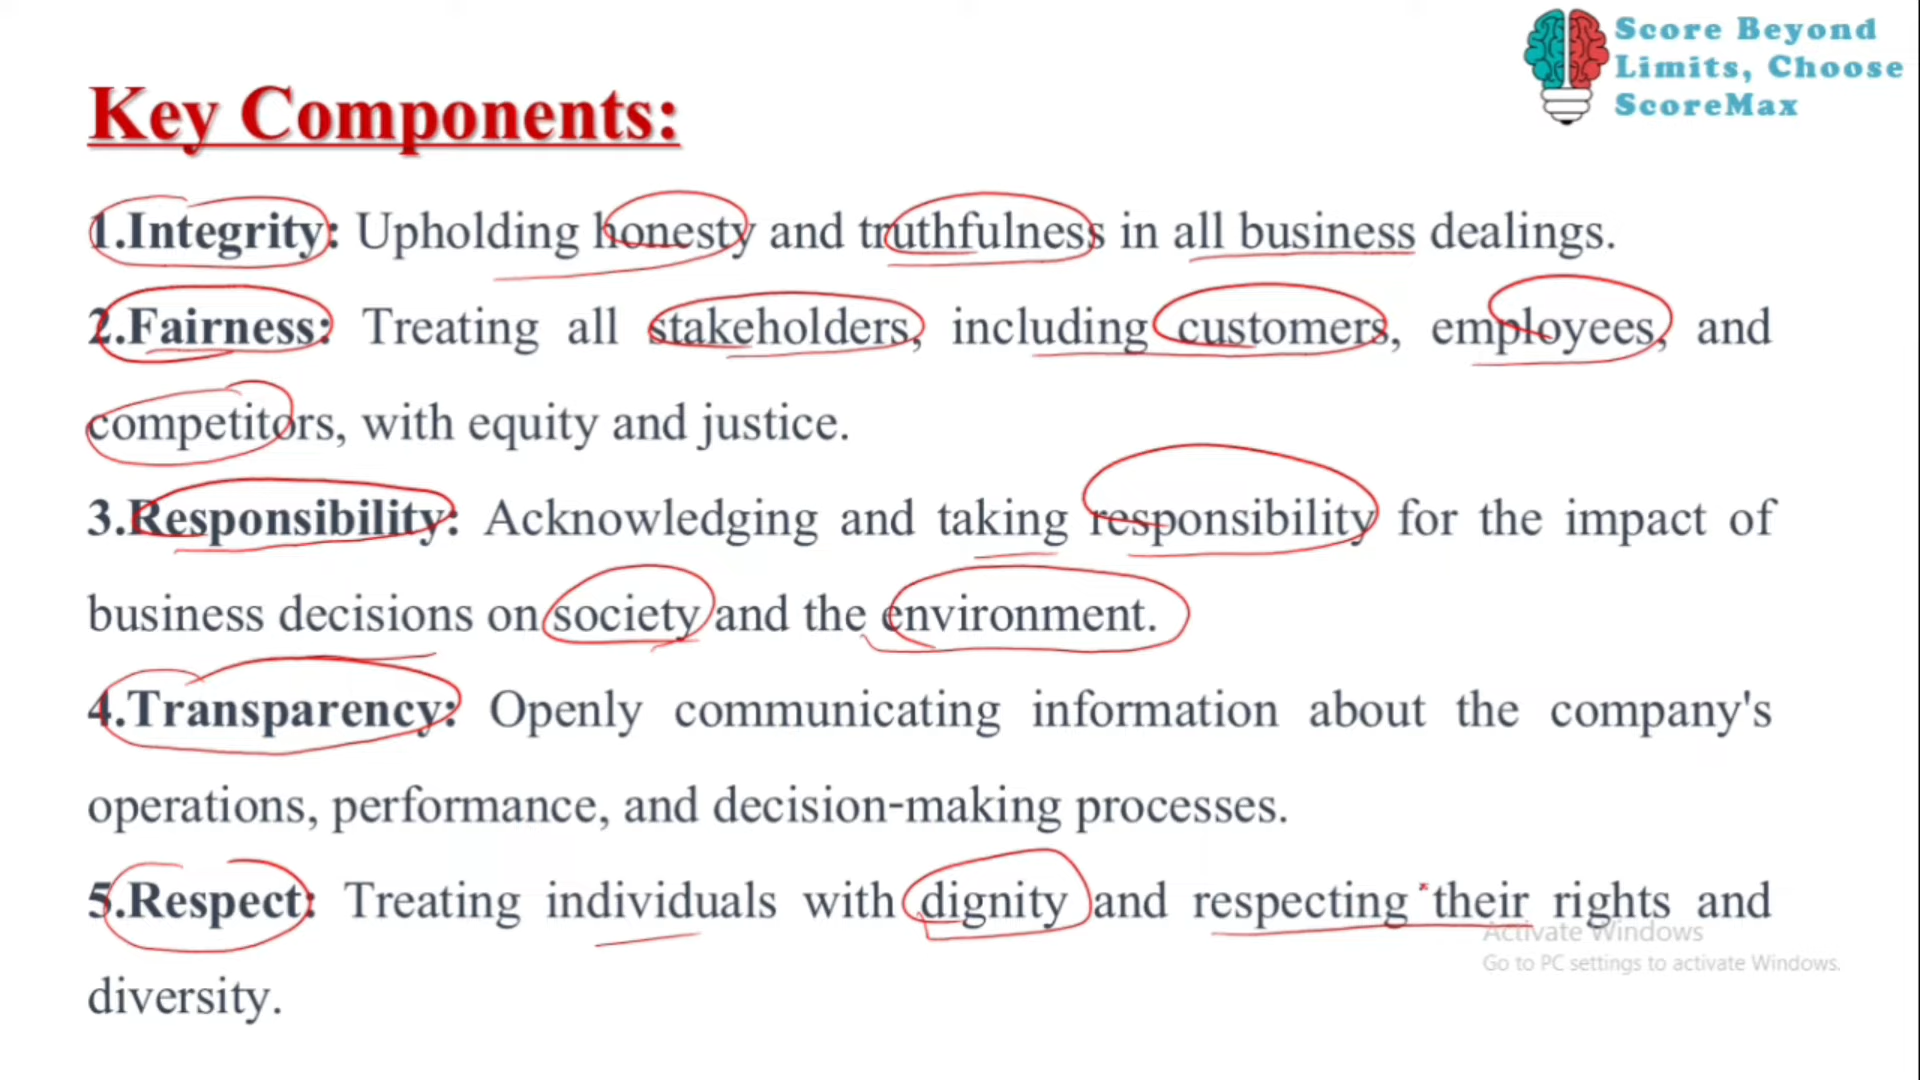 Score Beyond
Limits, Choose
ScoreMax
Key Components:
1.Integrity: Upholding honesty and truthfulness in all business dealings.
2.Fairness: Treating all stakeholders, including customers, employees, and
competitors, with equity and justice.
3.Responsibility: Acknowledging and taking responsibility for the impact of
business decisions on society and the environment.
4.Transparency: Openly communicating information about the company's
operations, performance, and decision-making processes.
5.Respect: Treating individuals with dignity and respecting their rights and
Activate Windows
Go to PC settings to activate Windows.
diversity.